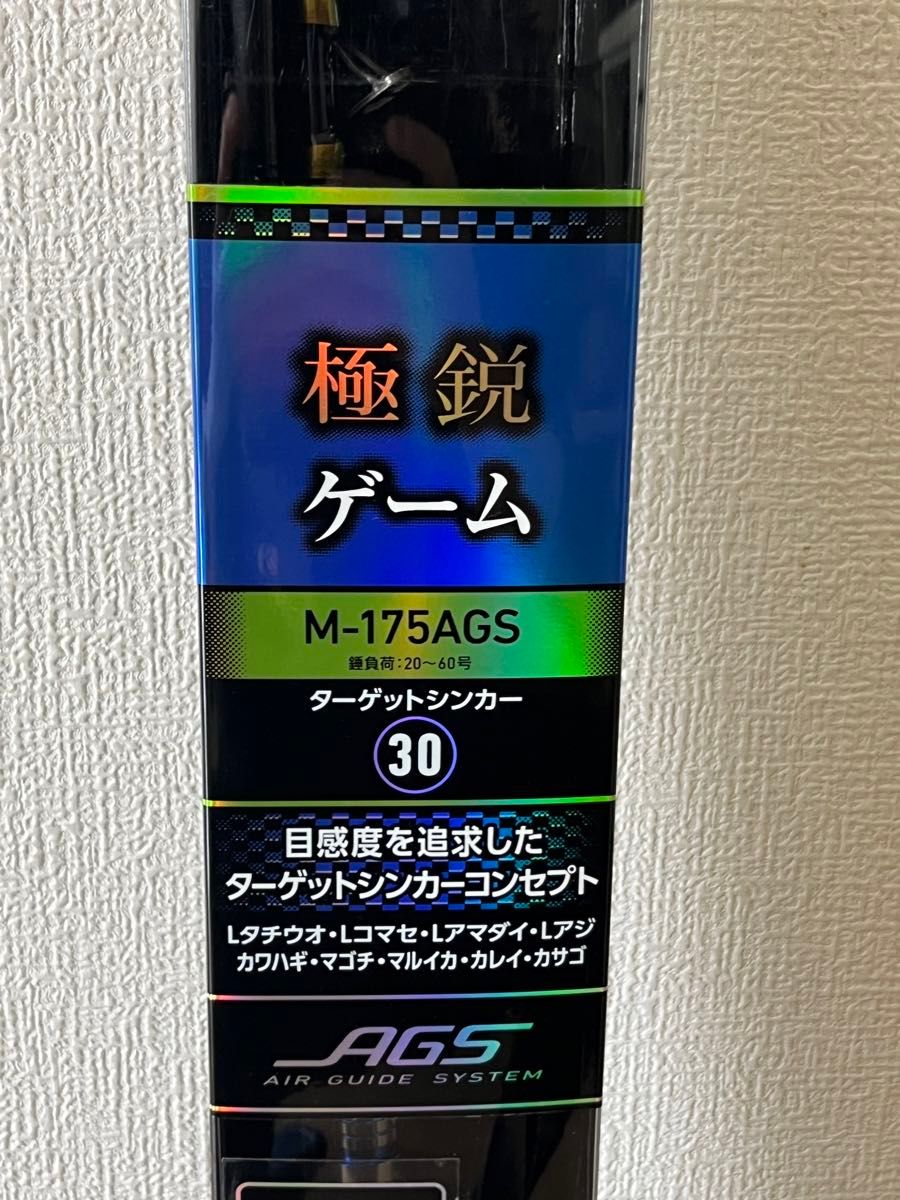 極鋭
ゲーム
M-175AGS
錘負荷:20〜60号
ターゲットシンカー
30
目感度を追求した
ターゲットシンカーコンセプト
Lタチウオ・Lコマセ・Lアマダイ・Lアジ
カワハギ・マゴチ・マルイカ・カレイ・カサゴ
AGS
AIR GUIDE SYSTEM